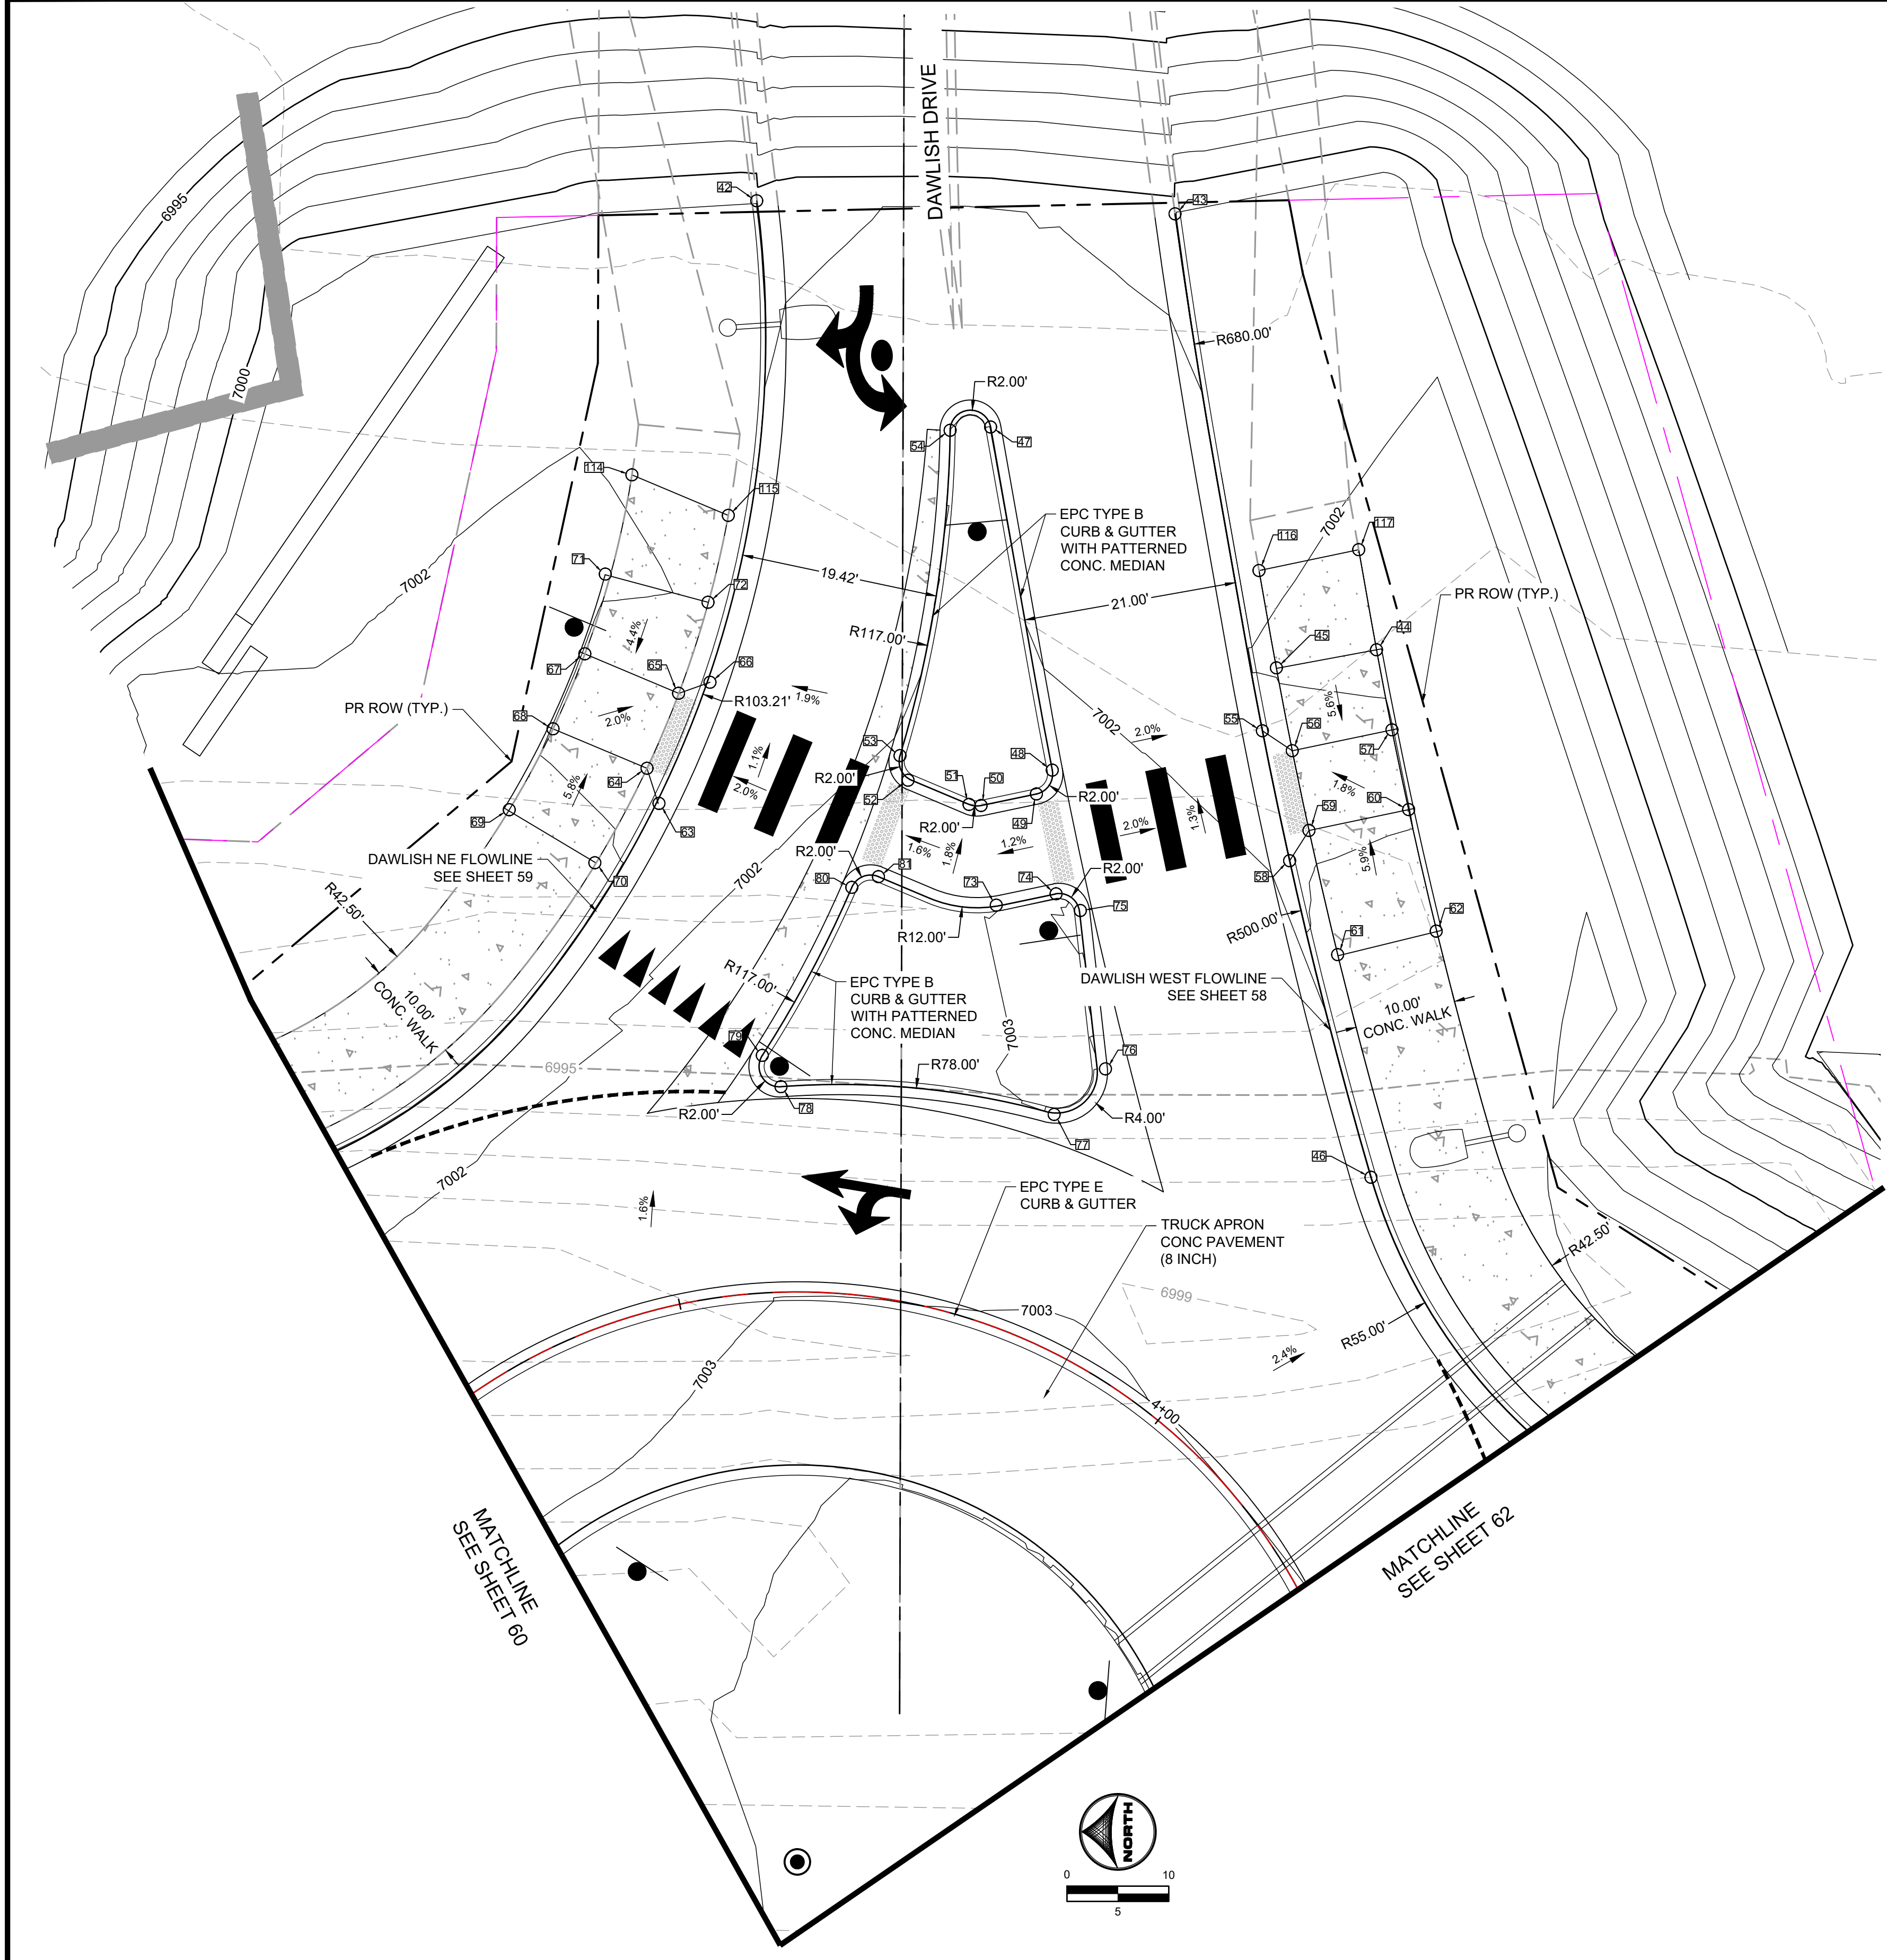 DAWLISH DRIVE
6995
42
43
7000
R680.00'
R2.00'
54
47
114
115
116
117
7002
EPC TYPE B
CURB & GUTTER
WITH PATTERNED
CONC. MEDIAN
71
72
7002
19.42'
21.00'
PR ROW (TYP.)
4.4%
R117.00'
45
44
67
65
66
R103.21'
1.9%
5.6%
PR ROW (TYP.)
68
2.0%
7002
2.0%
55
56
57
53
48
1.1%
2.0%
R2.00'
64
5.8%
51
50
52
R2.00'
1.8%
69
63
R2.00'
49
2.0%
1.3%
59
60
DAWLISH NE FLOWLINE
SEE SHEET 59
R2.00'
1.6%
1.8%
1.2%
R2.00'
5.9%
70
7002
80
81
73
74
58
75
62
R42.50'
R12.00'
R500.00'
61
10.00'
CONC. WALK
R117.00'
EPC TYPE B
CURB & GUTTER
WITH PATTERNED
CONC. MEDIAN
DAWLISH WEST FLOWLINE
SEE SHEET 58
10.00'
CONC. WALK
7003
79
76
6995
R78.00'
R2.00'
78
R4.00'
77
7002
46
1.6%
EPC TYPE E
CURB & GUTTER
TRUCK APRON
CONC PAVEMENT
(8 INCH)
R42.50'
6999
7003
R55.00'
2.4%
7003
4+00
MATCHLINE
SEE SHEET 60
MATCHLINE
SEE SHEET 62
NORTH
0
10
5